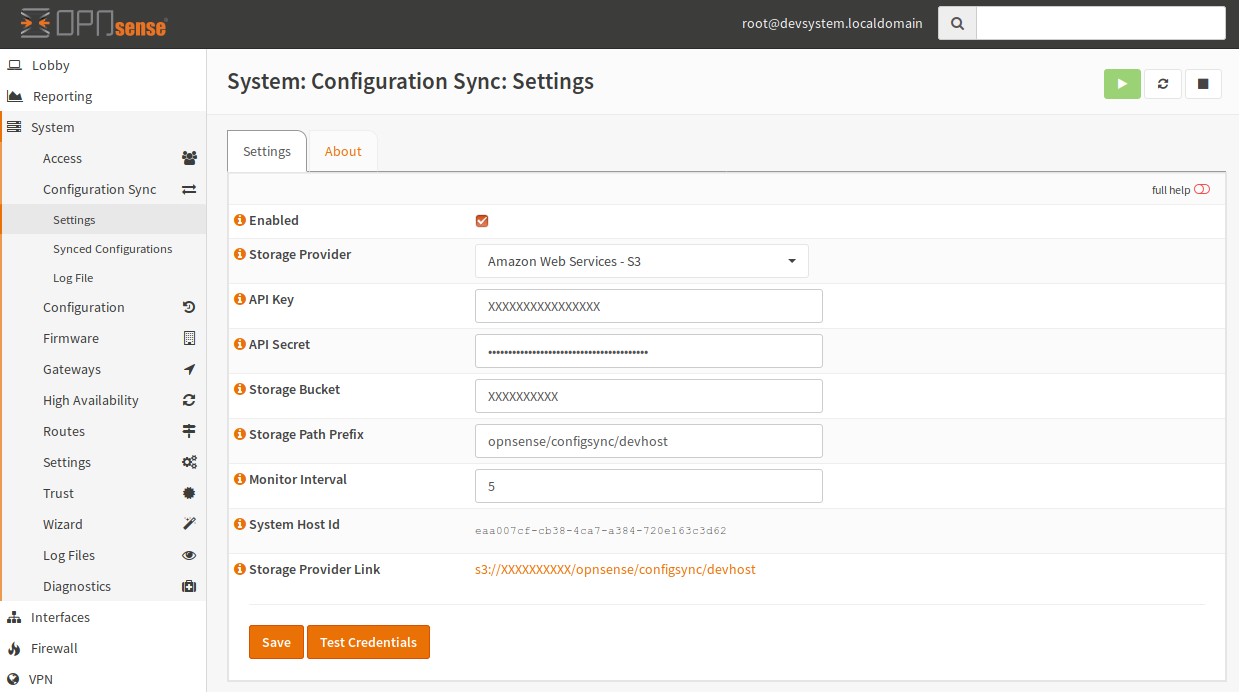 OPNsense
root@devsystem.localdomain
Lobby
Reporting
System
Access
Configuration Sync
Settings
Synced Configurations
Log File
Configuration
Firmware
Gateways
High Availability
Routes
Settings
Trust
Wizard
Log Files
Diagnostics
Interfaces
Firewall
VPN
System: Configuration Sync: Settings
Settings About
full help
Enabled
Storage Provider Amazon Web Services - S3
API Key XXXXXXXXXXXXXXXX
API Secret ••••••••••••••••••••••••••••••••••••••••
Storage Bucket XXXXXXXXXX
Storage Path Prefix opnsense/configsync/devhost
Monitor Interval 5
System Host Id eaa007cf-cb38-4ca7-a384-720e163c3d62
Storage Provider Link s3://XXXXXXXXXX/opnsense/configsync/devhost
Save Test Credentials